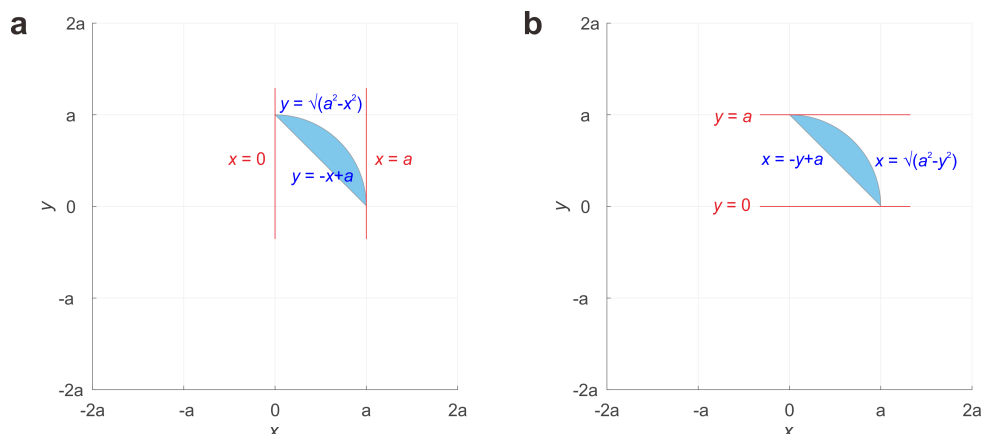 a
2a
a
0
-a
-2a
-2a
-a
0
a
2a
x
y
y = √(a²-x²)
x = 0
x = a
y = -x+a
b
2a
a
0
-a
-2a
-2a
-a
0
a
2a
x
y
y = a
x = -y+a
x = √(a²-y²)
y = 0